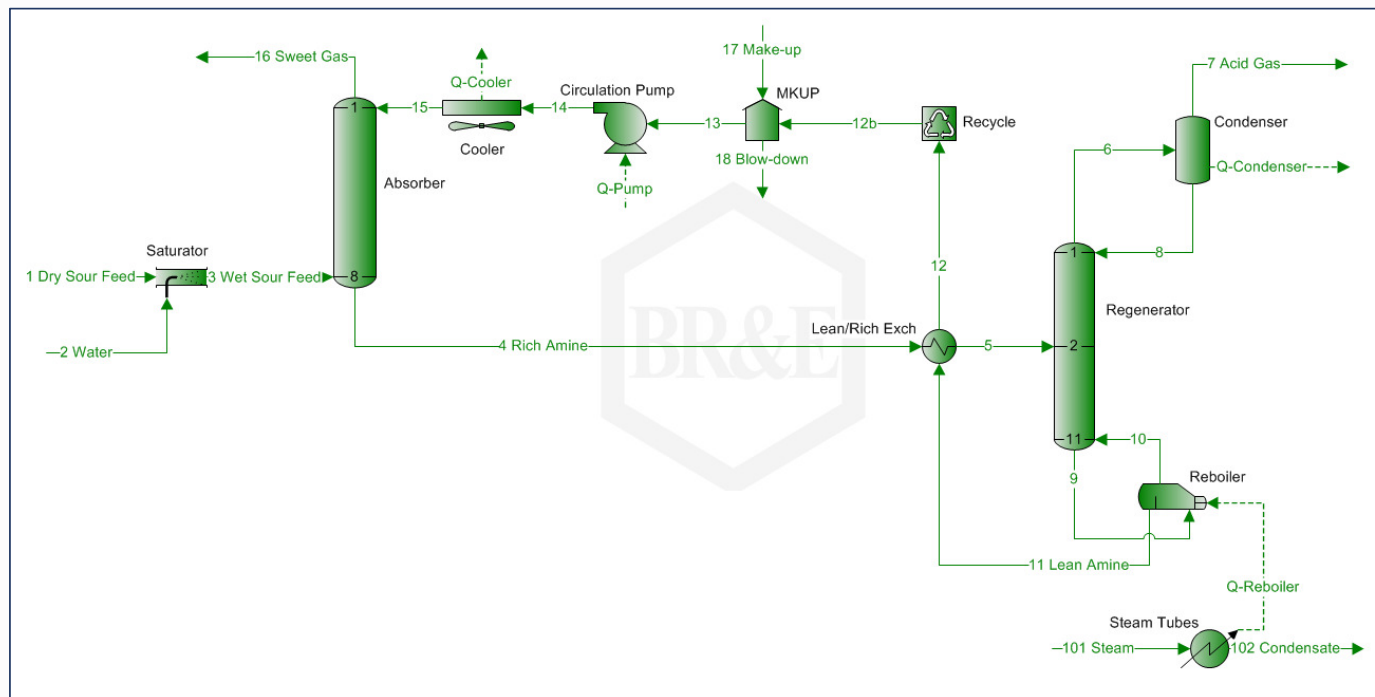 16 Sweet Gas
Q-Cooler
15
14
Cooler
Circulation Pump
Q-Pump
17 Make-up
MKUP
13
12b
18 Blow-down
Recycle
7 Acid Gas
Condenser
6
Q-Condenser
8
1
Absorber
8
Saturator
1 Dry Sour Feed
3 Wet Sour Feed
2 Water
4 Rich Amine
Lean/Rich Exch
12
5
1
2
11
Regenerator
10
9
Reboiler
11 Lean Amine
Q-Reboiler
Steam Tubes
101 Steam
102 Condensate
BR&E